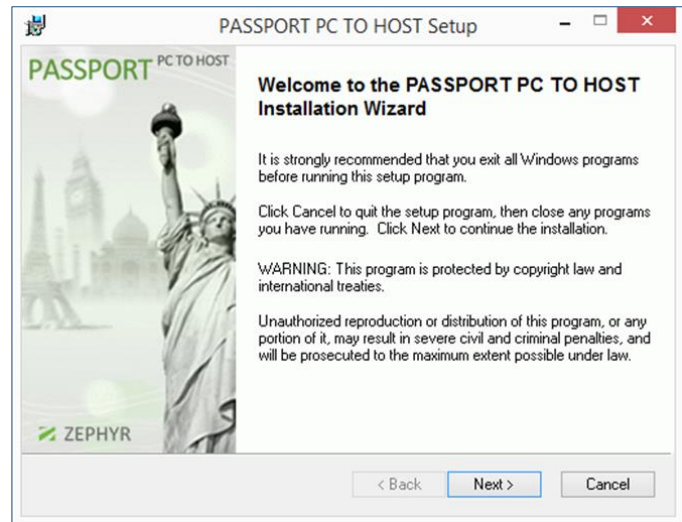 PASSPORT PC TO HOST Setup
PASSPORT PC TO HOST
Welcome to the PASSPORT PC TO HOST
Installation Wizard
It is strongly recommended that you exit all Windows programs
before running this setup program.
Click Cancel to quit the setup program, then close any programs
you have running.  Click Next to continue the installation.
WARNING: This program is protected by copyright law and
international treaties.
Unauthorized reproduction or distribution of this program, or any
portion of it, may result in severe civil and criminal penalties, and
will be prosecuted to the maximum extent possible under law.
ZEPHYR
< Back
Next >
Cancel